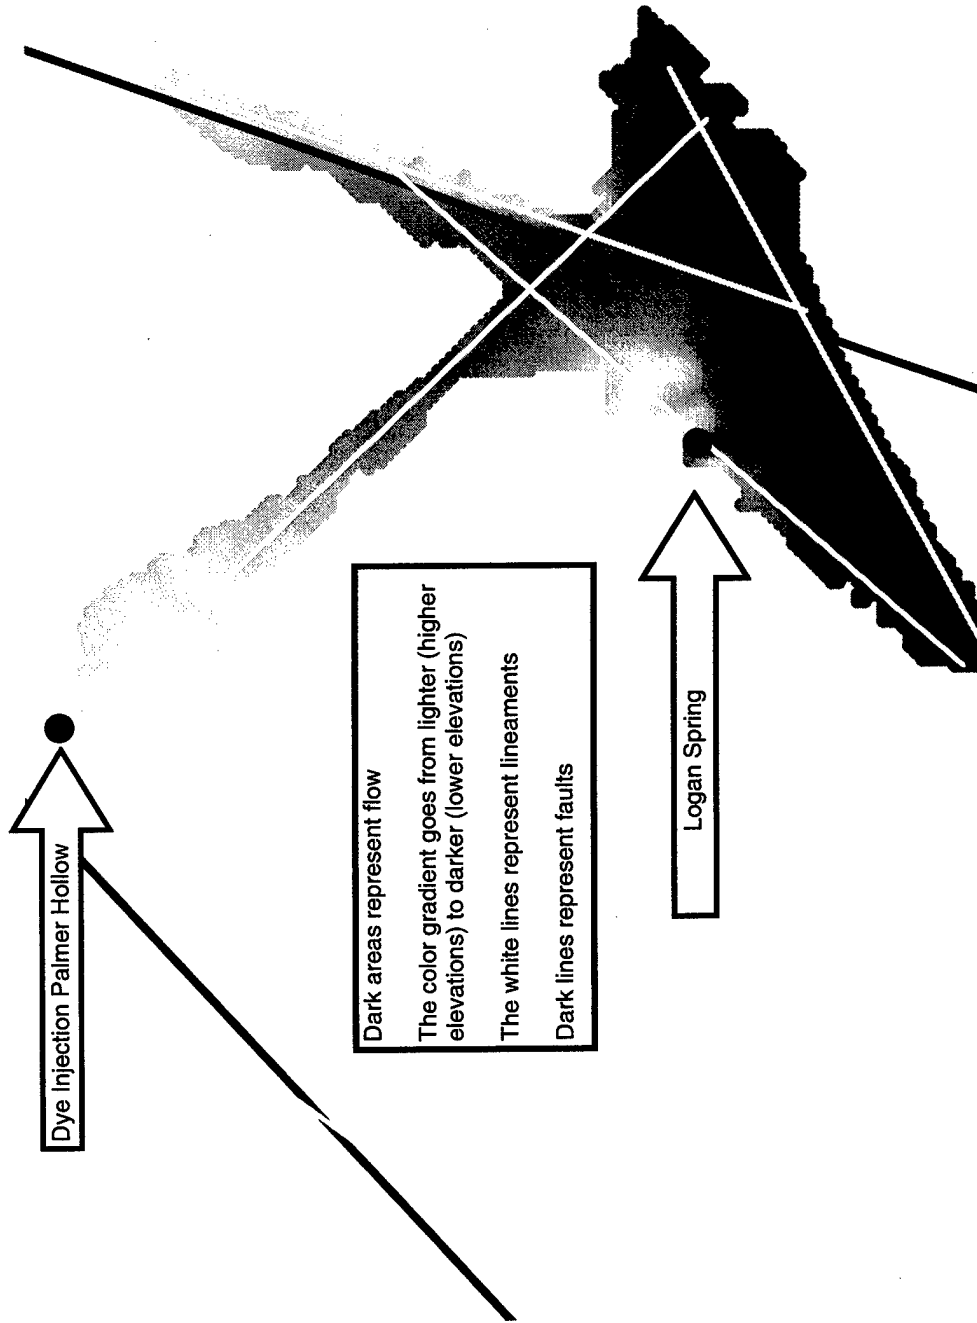 Dye Injection Palmer Hollow
Dark areas represent flow
The color gradient goes from lighter (higher
elevations) to darker (lower elevations)
The white lines represent lineaments
Dark lines represent faults
Logan Spring